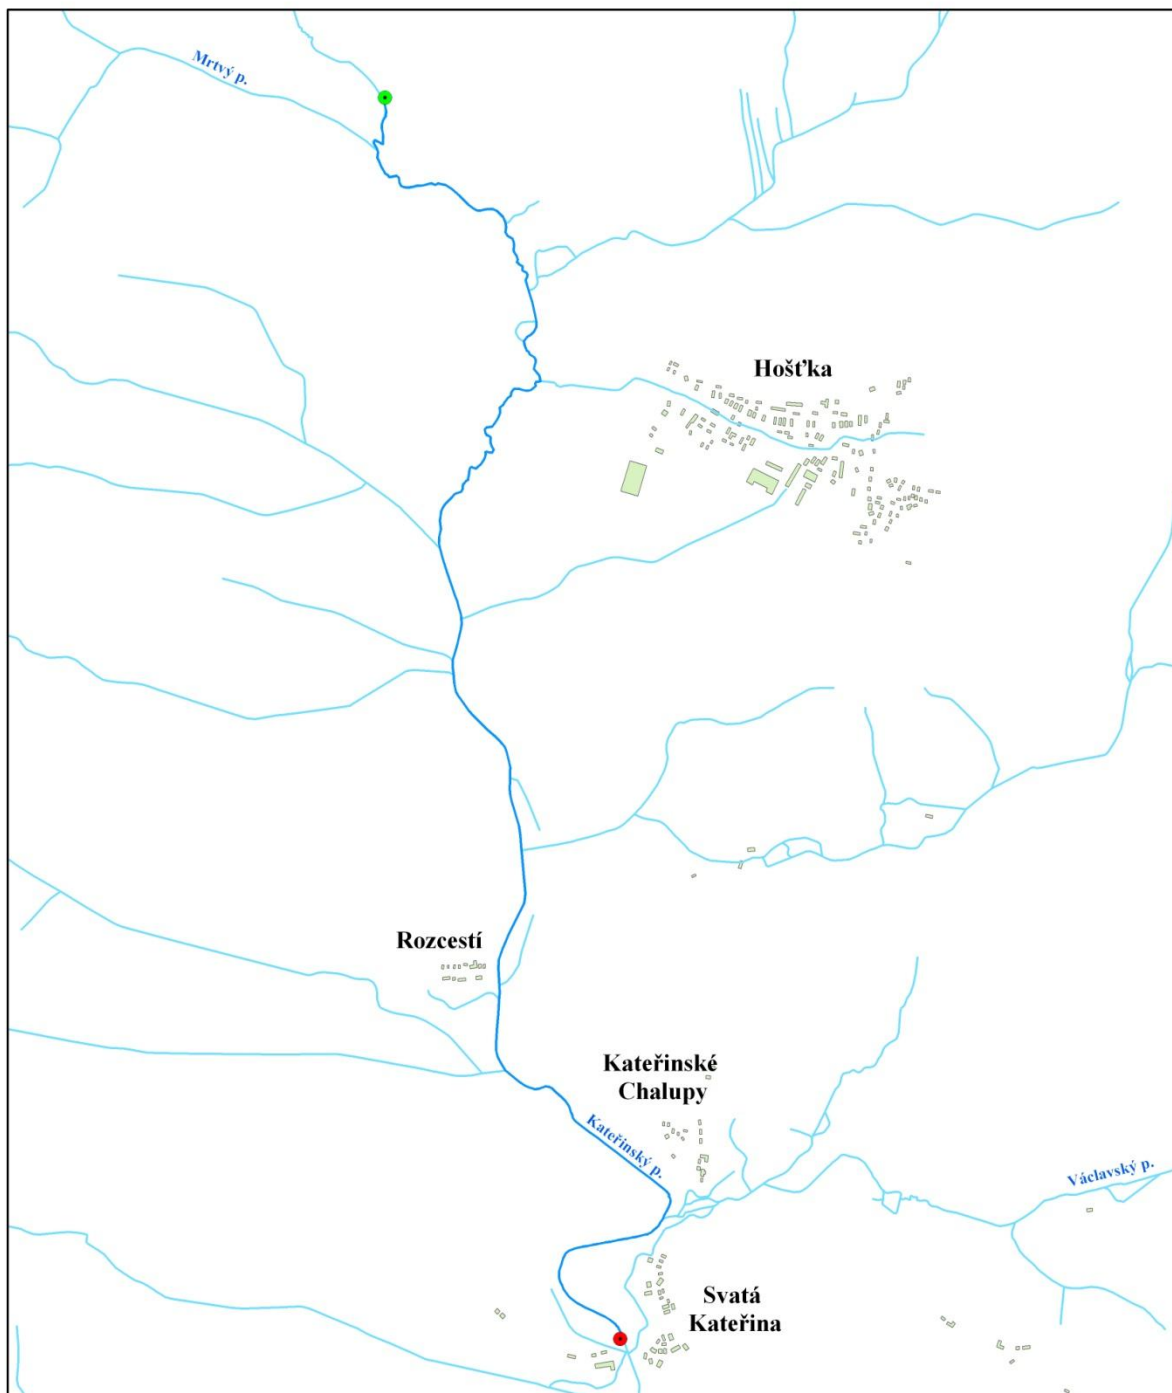 Mrtvý p.
Hošťka
Rozcestí
Kateřinské
Chalupy
Kateřinský p.
Václavský p.
Svatá
Kateřina